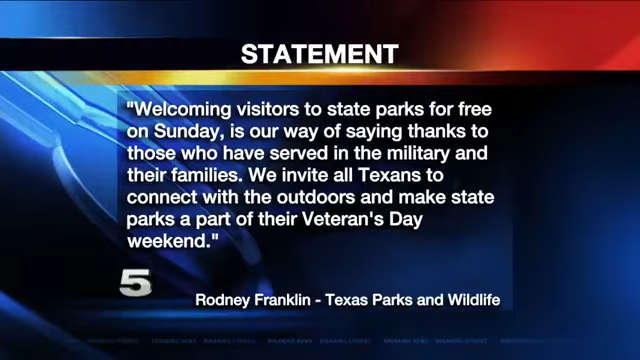 STATEMENT
"Welcoming visitors to state parks for free
on Sunday, is our way of saying thanks to
those who have served in the military and
their families. We invite all Texans to
connect with the outdoors and make state
parks a part of their Veteran's Day
weekend."
5
Rodney Franklin - Texas Parks and Wildlife